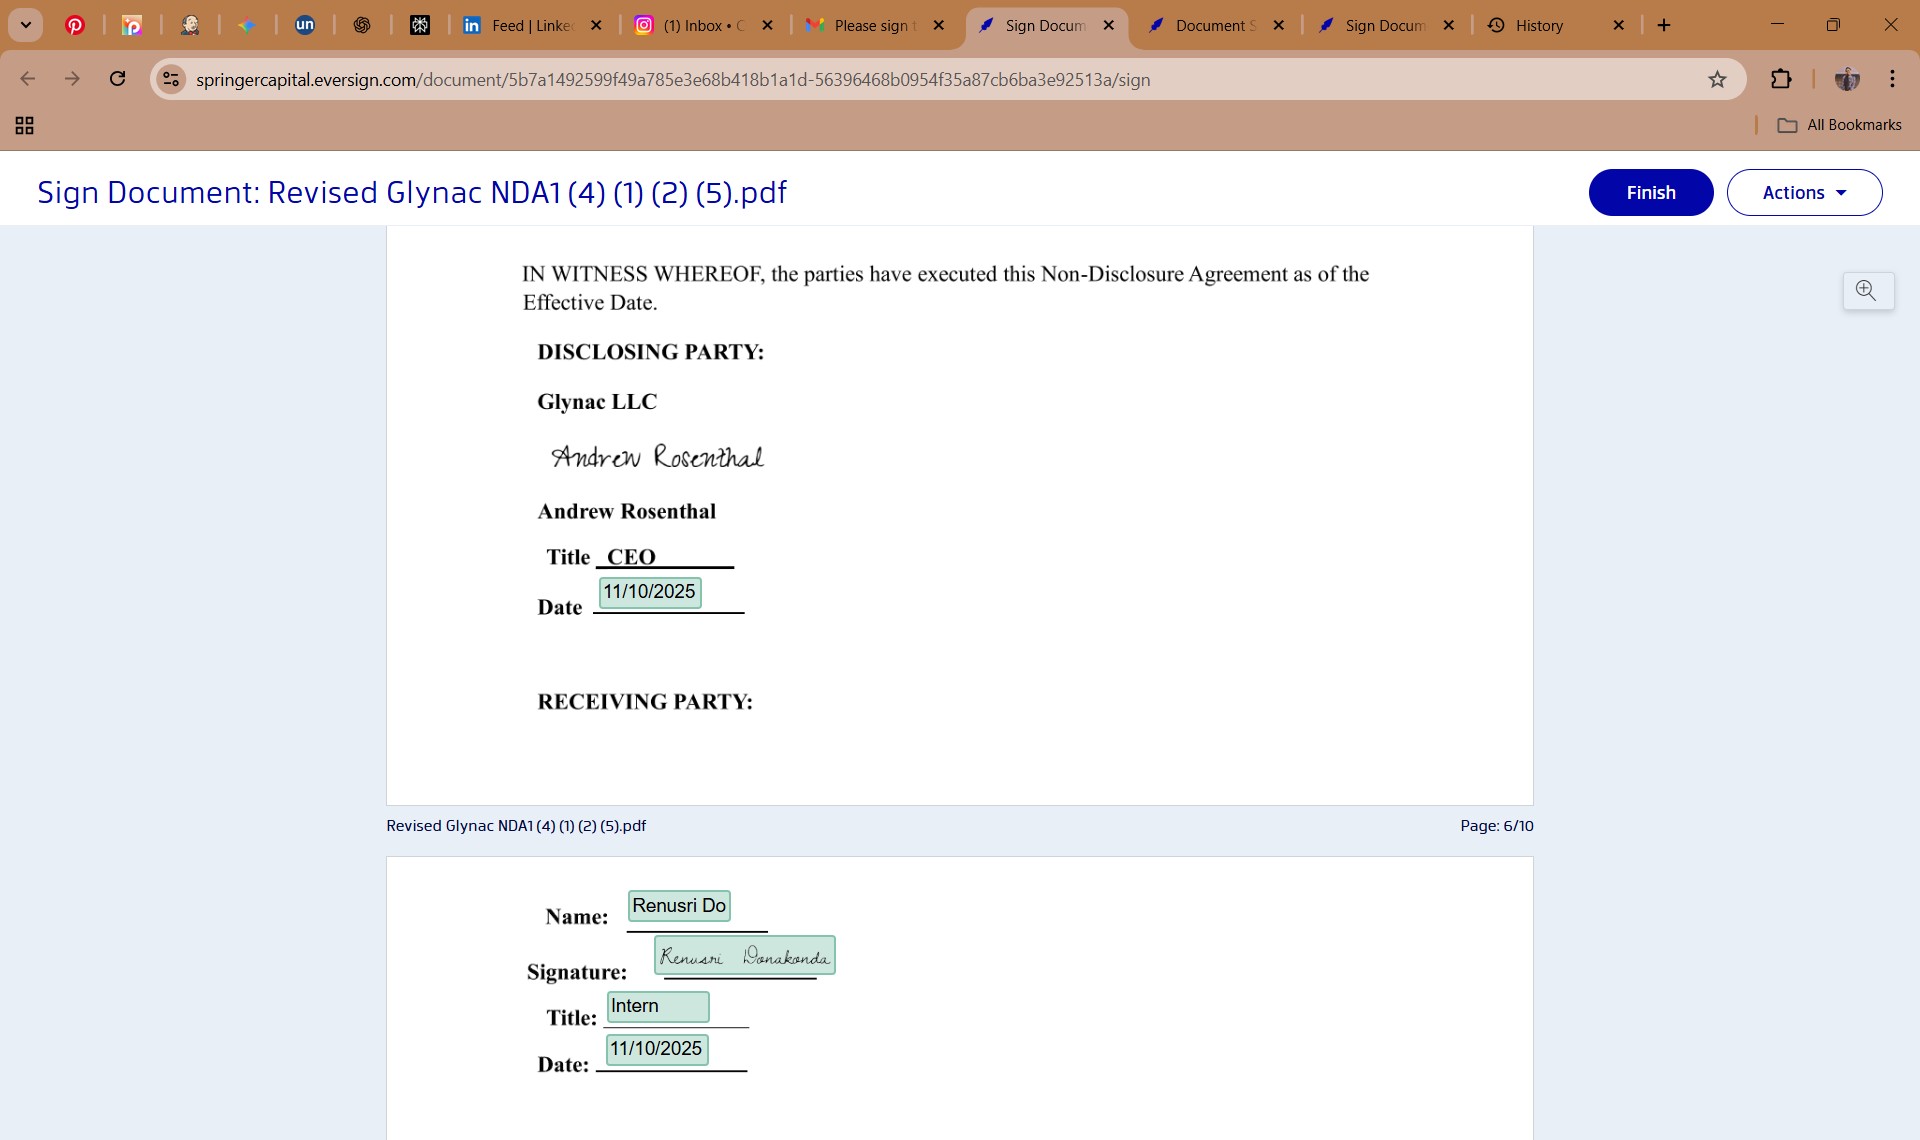 Feed | Linke
(1) Inbox • C
Please sign t
Sign Docum
Document S
Sign Docum
History
springercapital.eversign.com/document/5b7a1492599f49a785e3e68b418b1a1d-56396468b0954f35a87cb6ba3e92513a/sign
All Bookmarks
Sign Document: Revised Glynac NDA1 (4) (1) (2) (5).pdf
Finish
Actions
IN WITNESS WHEREOF, the parties have executed this Non-Disclosure Agreement as of the
Effective Date.
DISCLOSING PARTY:
Glynac LLC
Andrew Rosenthal
Andrew Rosenthal
Title CEO
Date 11/10/2025
RECEIVING PARTY:
Revised Glynac NDA1 (4) (1) (2) (5).pdf
Page: 6/10
Name: Renusri Do
Signature: Renusri Donakonda
Title: Intern
Date: 11/10/2025